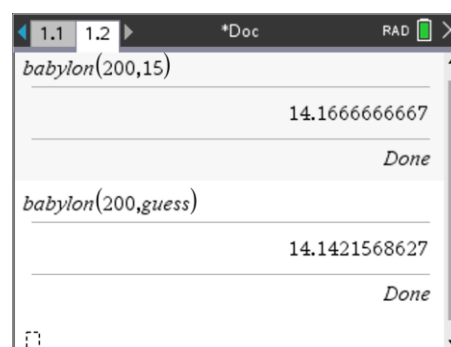 1.1 1.2 *Doc RAD
babylon(200,15)
14.1666666667
Done
babylon(200,guess)
14.1421568627
Done